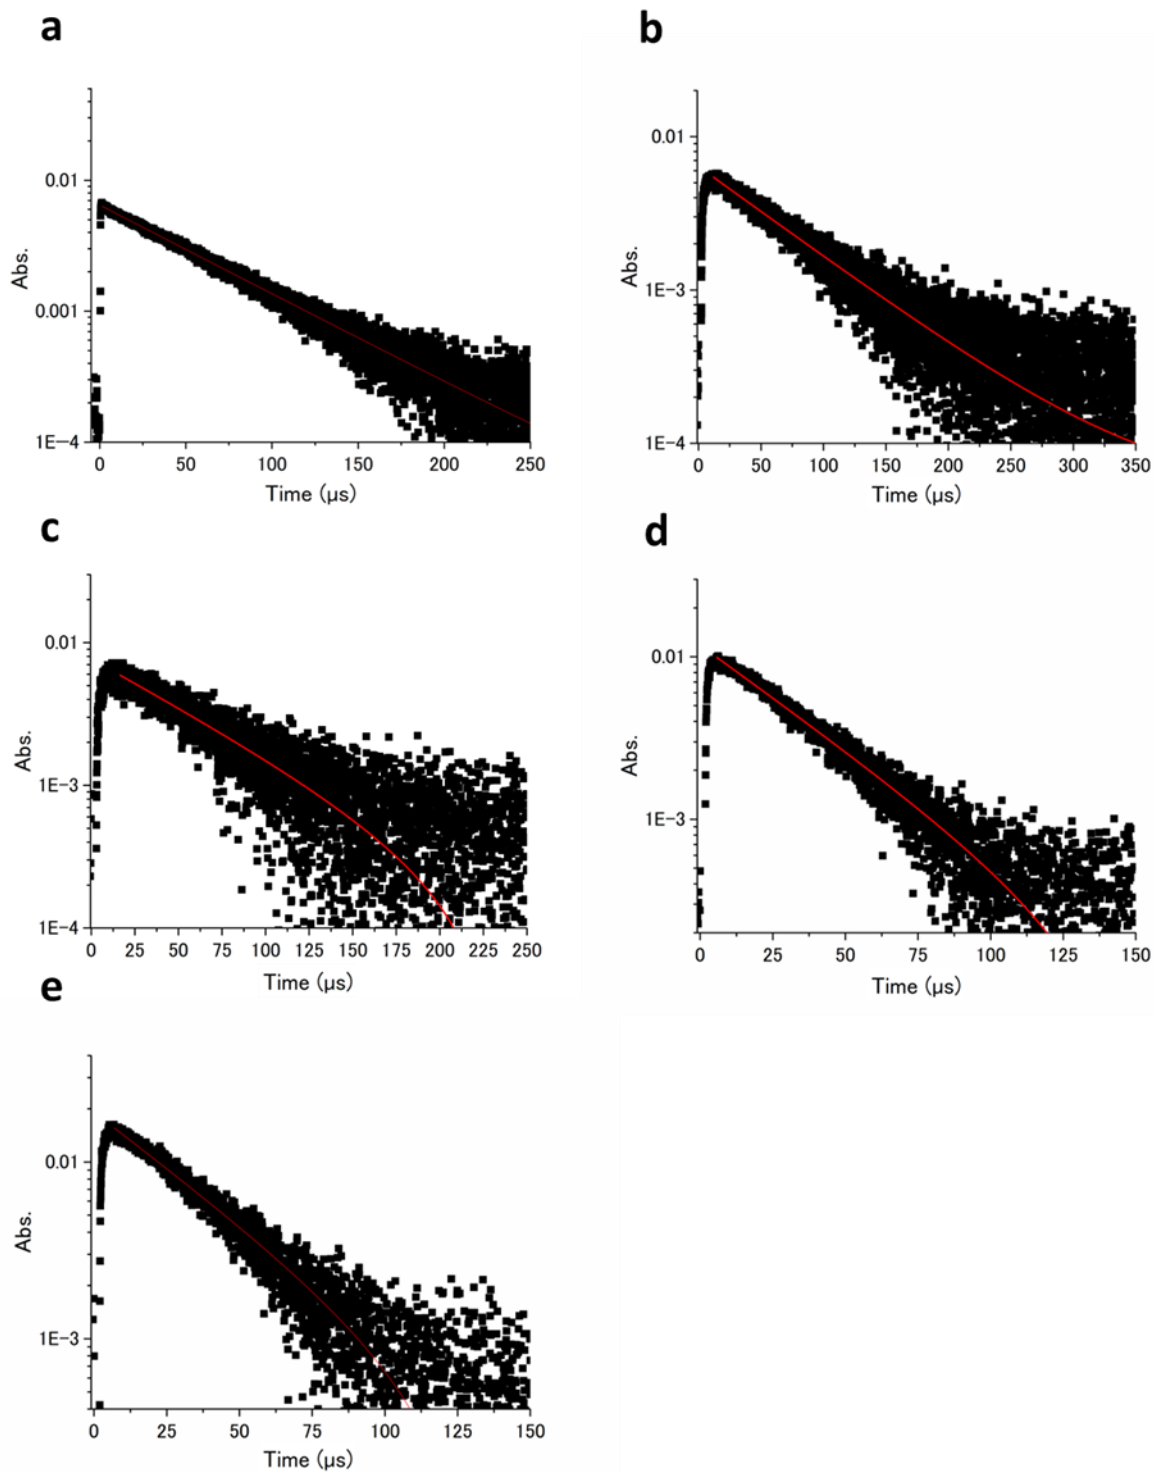 a
0.01
0.001
1E-4
Abs.
0 50 100 150 200 250
Time (μs)
b
0.01
1E-3
1E-4
Abs.
0 50 100 150 200 250 300 350
Time (μs)
c
0.01
1E-3
1E-4
Abs.
0 25 50 75 100 125 150 175 200 225 250
Time (μs)
d
0.01
1E-3
Abs.
0 25 50 75 100 125 150
Time (μs)
e
0.01
1E-3
Abs.
0 25 50 75 100 125 150
Time (μs)